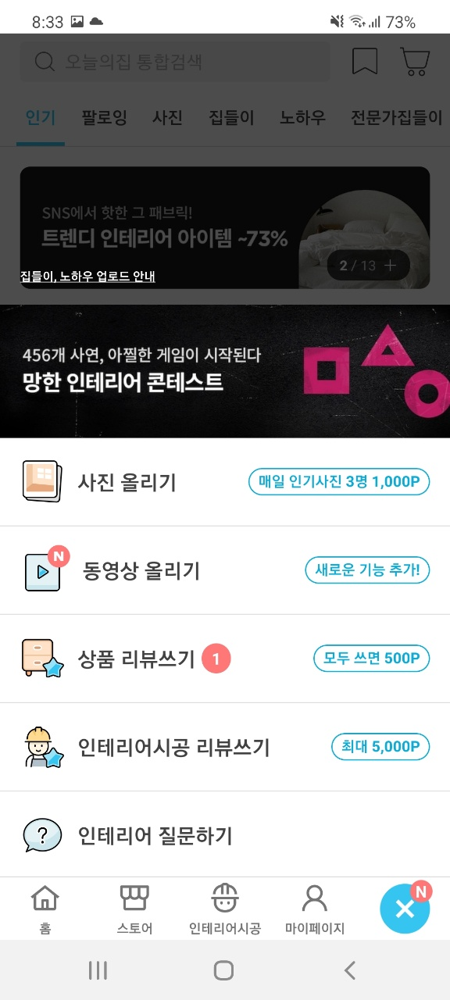 8:33 73%
오늘의집 통합검색
인기 팔로잉 사진 집들이 노하우 전문가집들이
SNS에서 핫한 그 패브릭!
트렌디 인테리어 아이템 ~73%
2 / 13 +
집들이, 노하우 업로드 안내
456개 사연, 아찔한 게임이 시작된다
망한 인테리어 콘테스트
사진 올리기 매일 인기사진 3명 1,000P
N
동영상 올리기 새로운 기능 추가!
상품 리뷰쓰기 1 모두 쓰면 500P
인테리어시공 리뷰쓰기 최대 5,000P
? 인테리어 질문하기
N
홈 스토어 인테리어시공 마이페이지